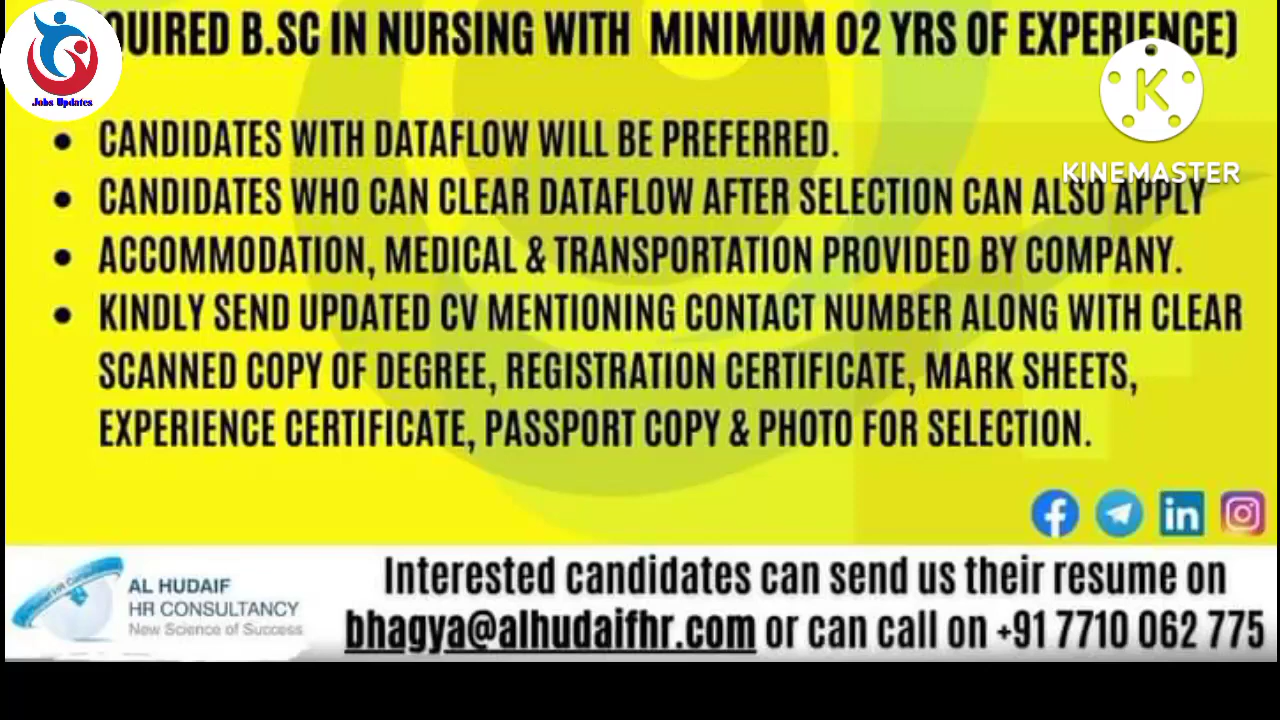 QUIRED B.SC IN NURSING WITH MINIMUM 02 YRS OF EXPERIENCE)
Jobs Updates
K
KINEMASTER
• CANDIDATES WITH DATAFLOW WILL BE PREFERRED.
• CANDIDATES WHO CAN CLEAR DATAFLOW AFTER SELECTION CAN ALSO APPLY
• ACCOMMODATION, MEDICAL & TRANSPORTATION PROVIDED BY COMPANY.
• KINDLY SEND UPDATED CV MENTIONING CONTACT NUMBER ALONG WITH CLEAR
SCANNED COPY OF DEGREE, REGISTRATION CERTIFICATE, MARK SHEETS,
EXPERIENCE CERTIFICATE, PASSPORT COPY & PHOTO FOR SELECTION.
in
AL HUDAIF
HR CONSULTANCY
New Science of Success
Interested candidates can send us their resume on
bhagya@alhudaifhr.com or can call on +91 7710 062 775